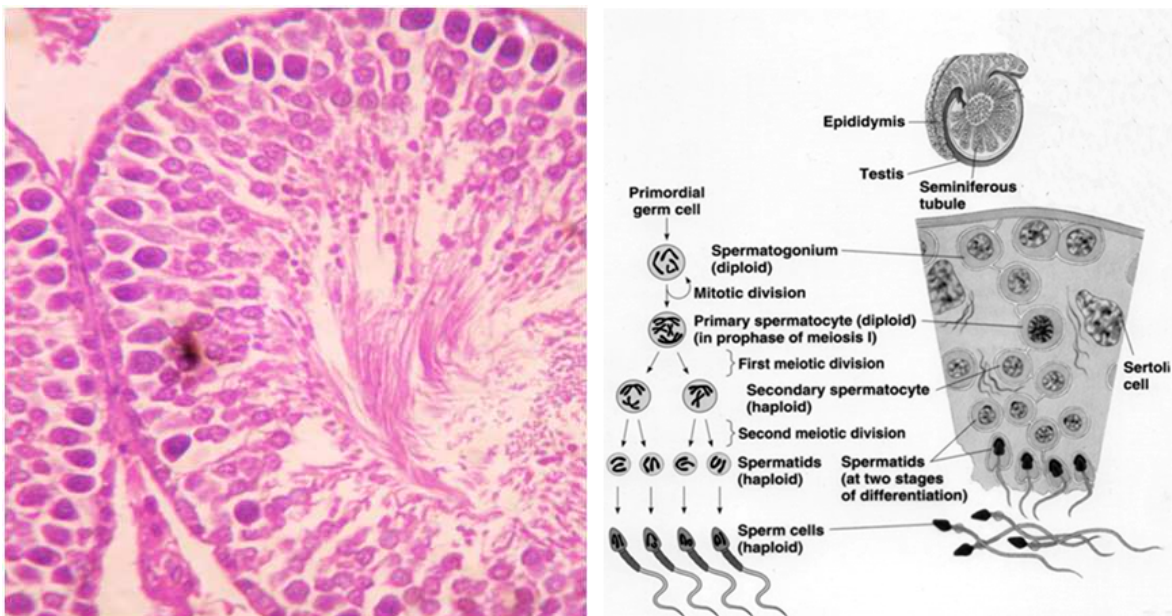 Epididymis
Testis
Seminiferous
tubule
Primordial
germ cell
Spermatogonium
(diploid)
Mitotic division
Primary spermatocyte (diploid)
(in prophase of meiosis I)
First meiotic division
Secondary spermatocyte
(haploid)
Second meiotic division
Sertoli
cell
Spermatids
(haploid)
Spermatids
(at two stages
of differentiation)
Sperm cells
(haploid)